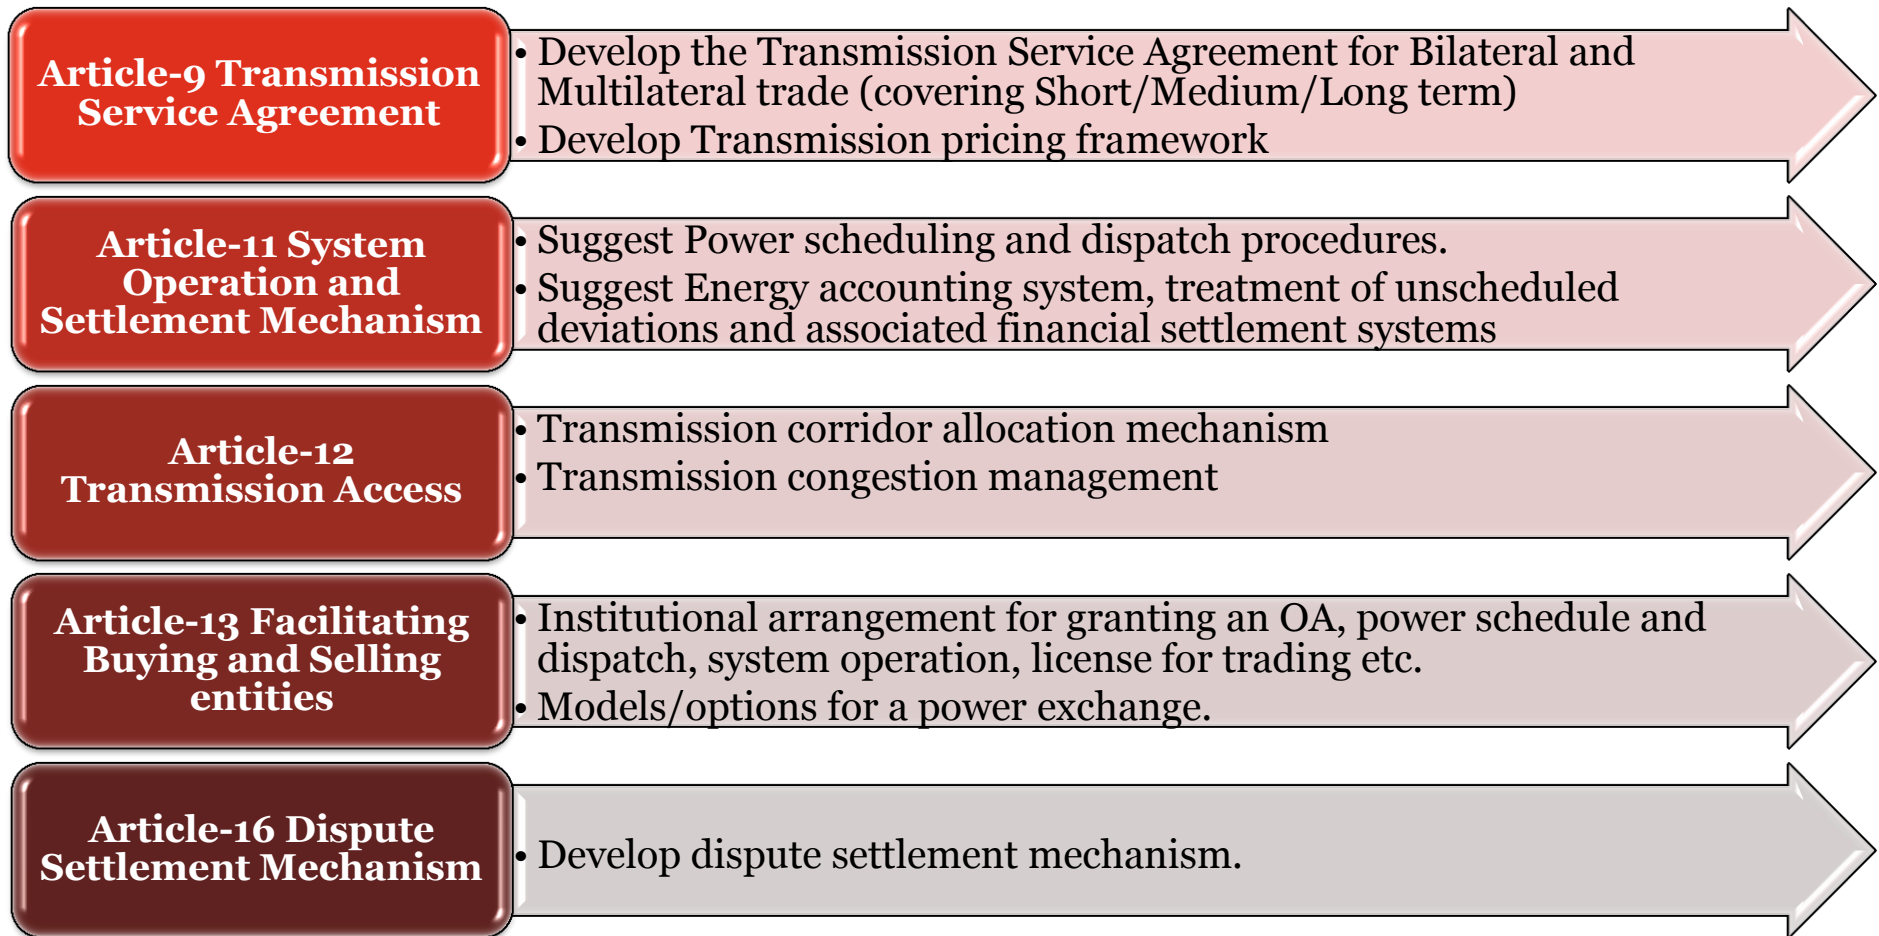 Article-9 Transmission
Service Agreement
• Develop the Transmission Service Agreement for Bilateral and
Multilateral trade (covering Short/Medium/Long term)
• Develop Transmission pricing framework
Article-11 System
Operation and
Settlement Mechanism
• Suggest Power scheduling and dispatch procedures.
• Suggest Energy accounting system, treatment of unscheduled
deviations and associated financial settlement systems
Article-12
Transmission Access
• Transmission corridor allocation mechanism
• Transmission congestion management
Article-13 Facilitating
Buying and Selling
entities
• Institutional arrangement for granting an OA, power schedule and
dispatch, system operation, license for trading etc.
• Models/options for a power exchange.
Article-16 Dispute
Settlement Mechanism
• Develop dispute settlement mechanism.